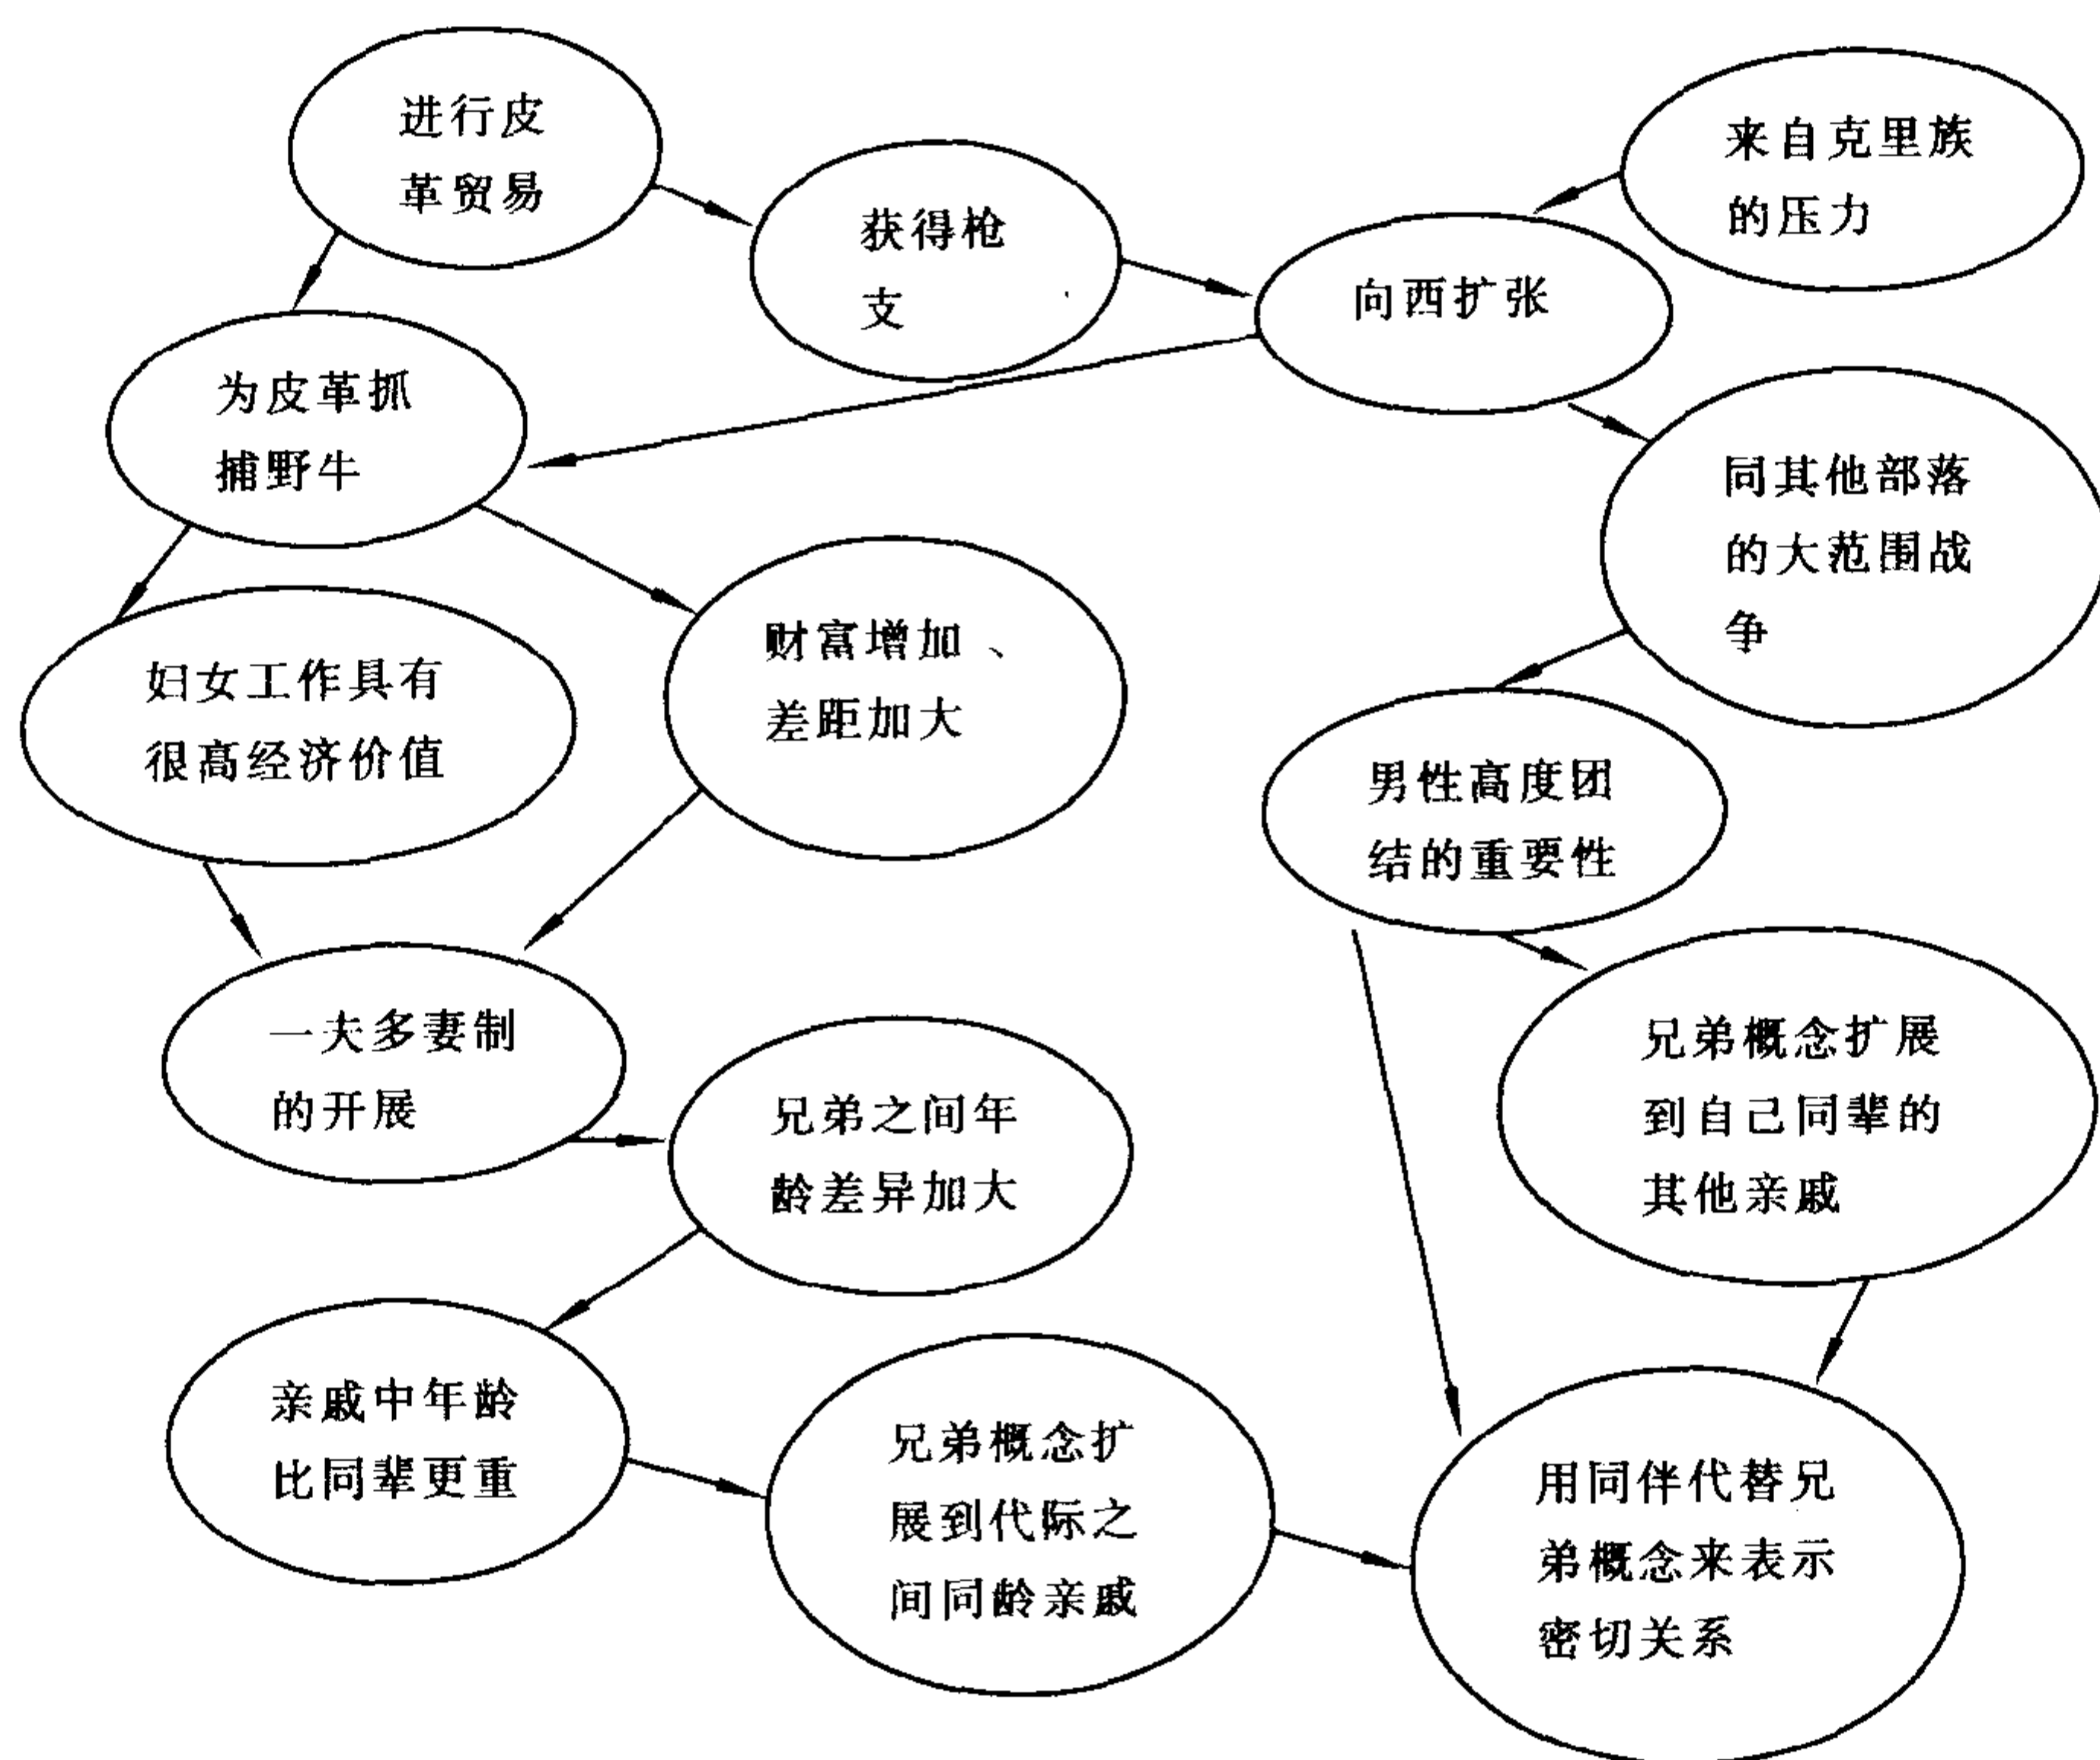 进行皮
革贸易
获得枪
支
来自克里族
的压力
向西扩张
为皮革抓
捕野牛
同其他部落
的大范围战
争
妇女工作具有
很高经济价值
财富增加、
差距加大
男性高度团
结的重要性
一夫多妻制
的开展
兄弟之间年
龄差异加大
兄弟概念扩展
到自己同辈的
其他亲戚
亲戚中年龄
比同辈更重
兄弟概念扩
展到代际之
间同龄亲戚
用同伴代替兄
弟概念来表示
密切关系